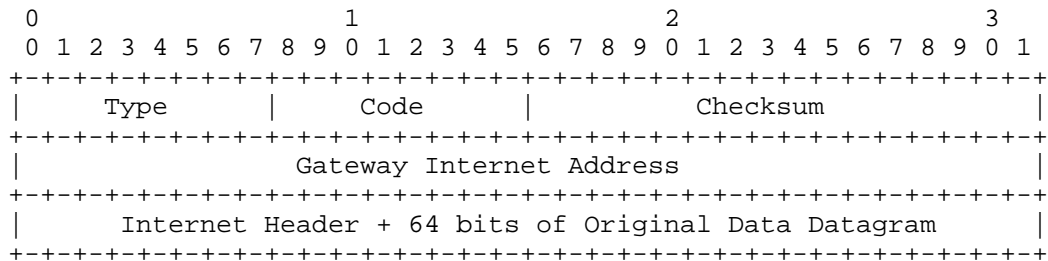 0                   1                   2                   3
 0 1 2 3 4 5 6 7 8 9 0 1 2 3 4 5 6 7 8 9 0 1 2 3 4 5 6 7 8 9 0 1
+-+-+-+-+-+-+-+-+-+-+-+-+-+-+-+-+-+-+-+-+-+-+-+-+-+-+-+-+-+-+-+-+
|     Type      |     Code      |          Checksum             |
+-+-+-+-+-+-+-+-+-+-+-+-+-+-+-+-+-+-+-+-+-+-+-+-+-+-+-+-+-+-+-+-+
|                 Gateway Internet Address                      |
+-+-+-+-+-+-+-+-+-+-+-+-+-+-+-+-+-+-+-+-+-+-+-+-+-+-+-+-+-+-+-+-+
|      Internet Header + 64 bits of Original Data Datagram      |
+-+-+-+-+-+-+-+-+-+-+-+-+-+-+-+-+-+-+-+-+-+-+-+-+-+-+-+-+-+-+-+-+